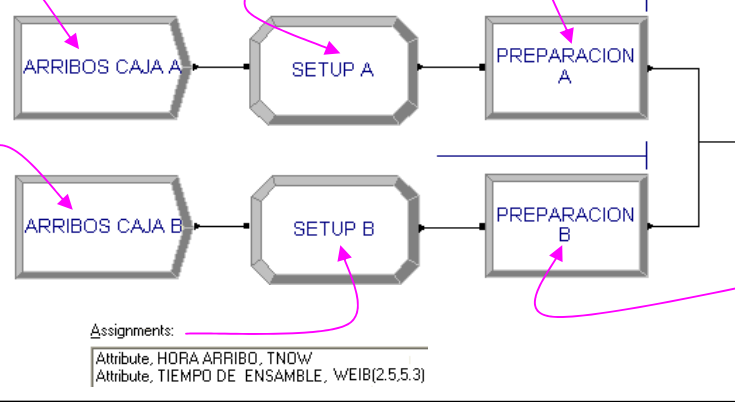 ARRIBOS CAJA A
SETUP A
PREPARACION
A
ARRIBOS CAJA B
SETUP B
PREPARACION
B
Assignments:
Attribute, HORA ARRIBO, TNOW
Attribute, TIEMPO DE ENSAMBLE, WEIB(2.5,5.3)